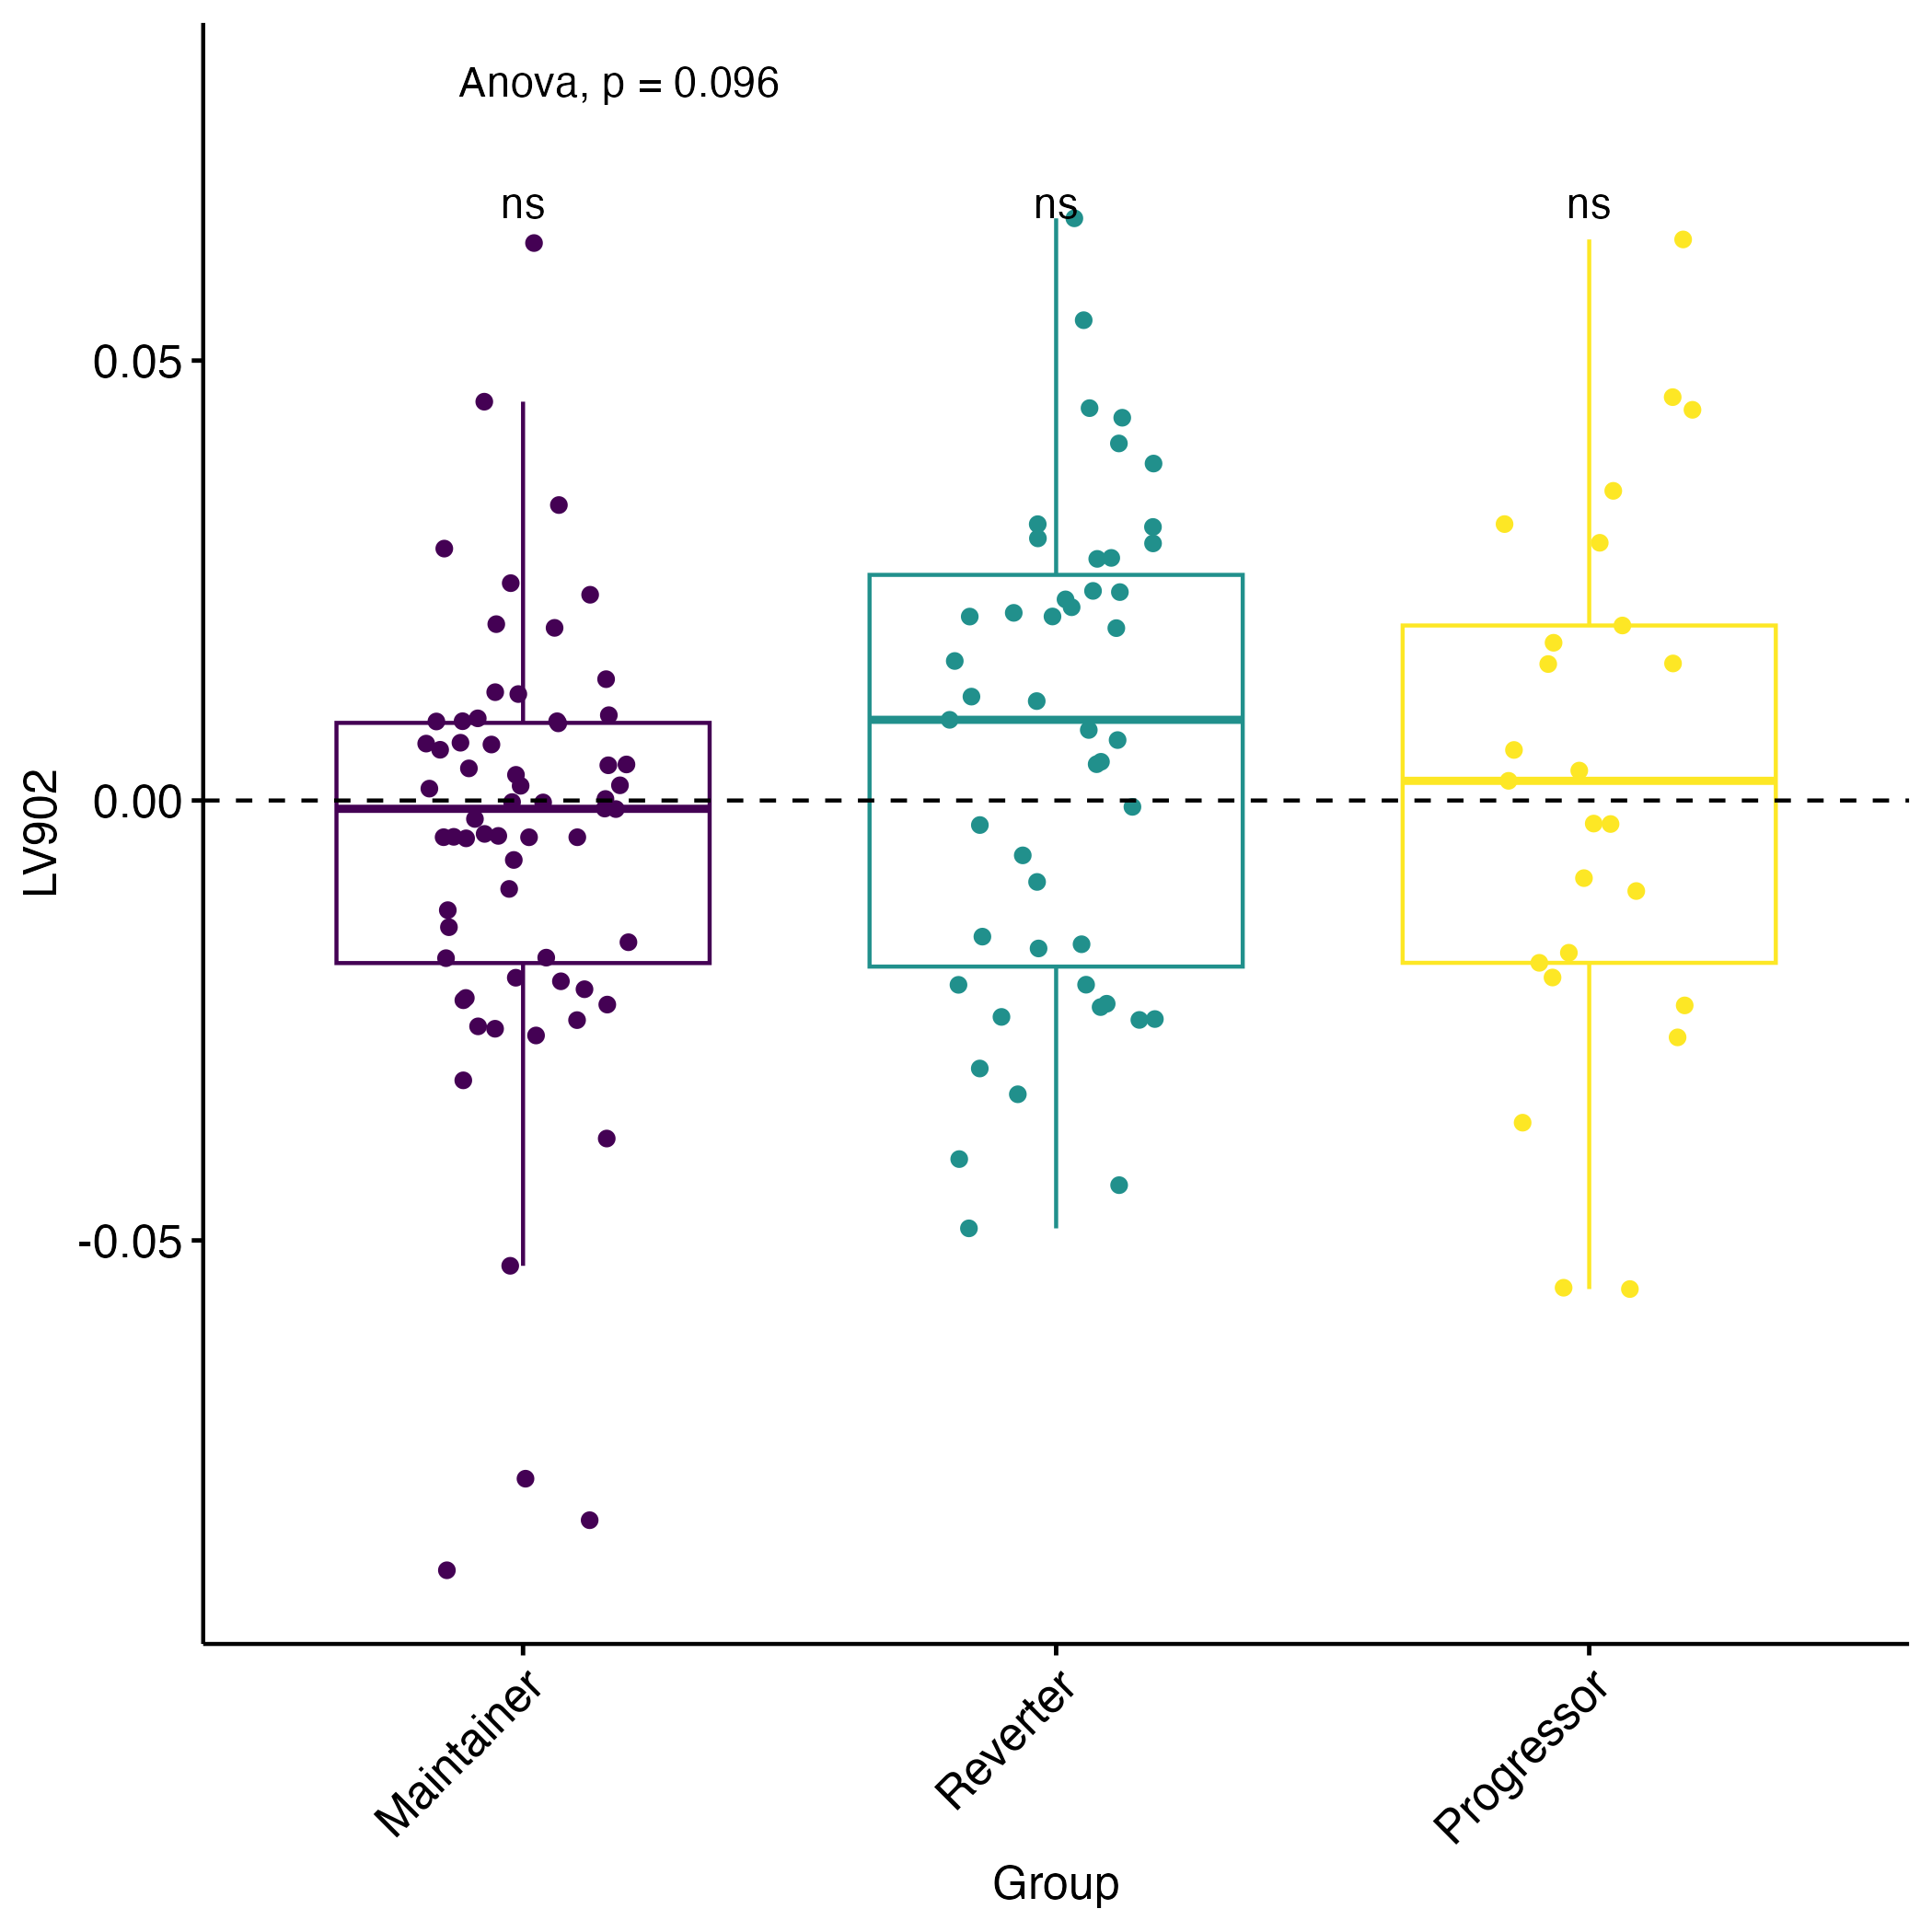 Anova, p = 0.096
ns
ns
ns
0.05
0.00
-0.05
LV902
Maintainer
Reverter
Progressor
Group